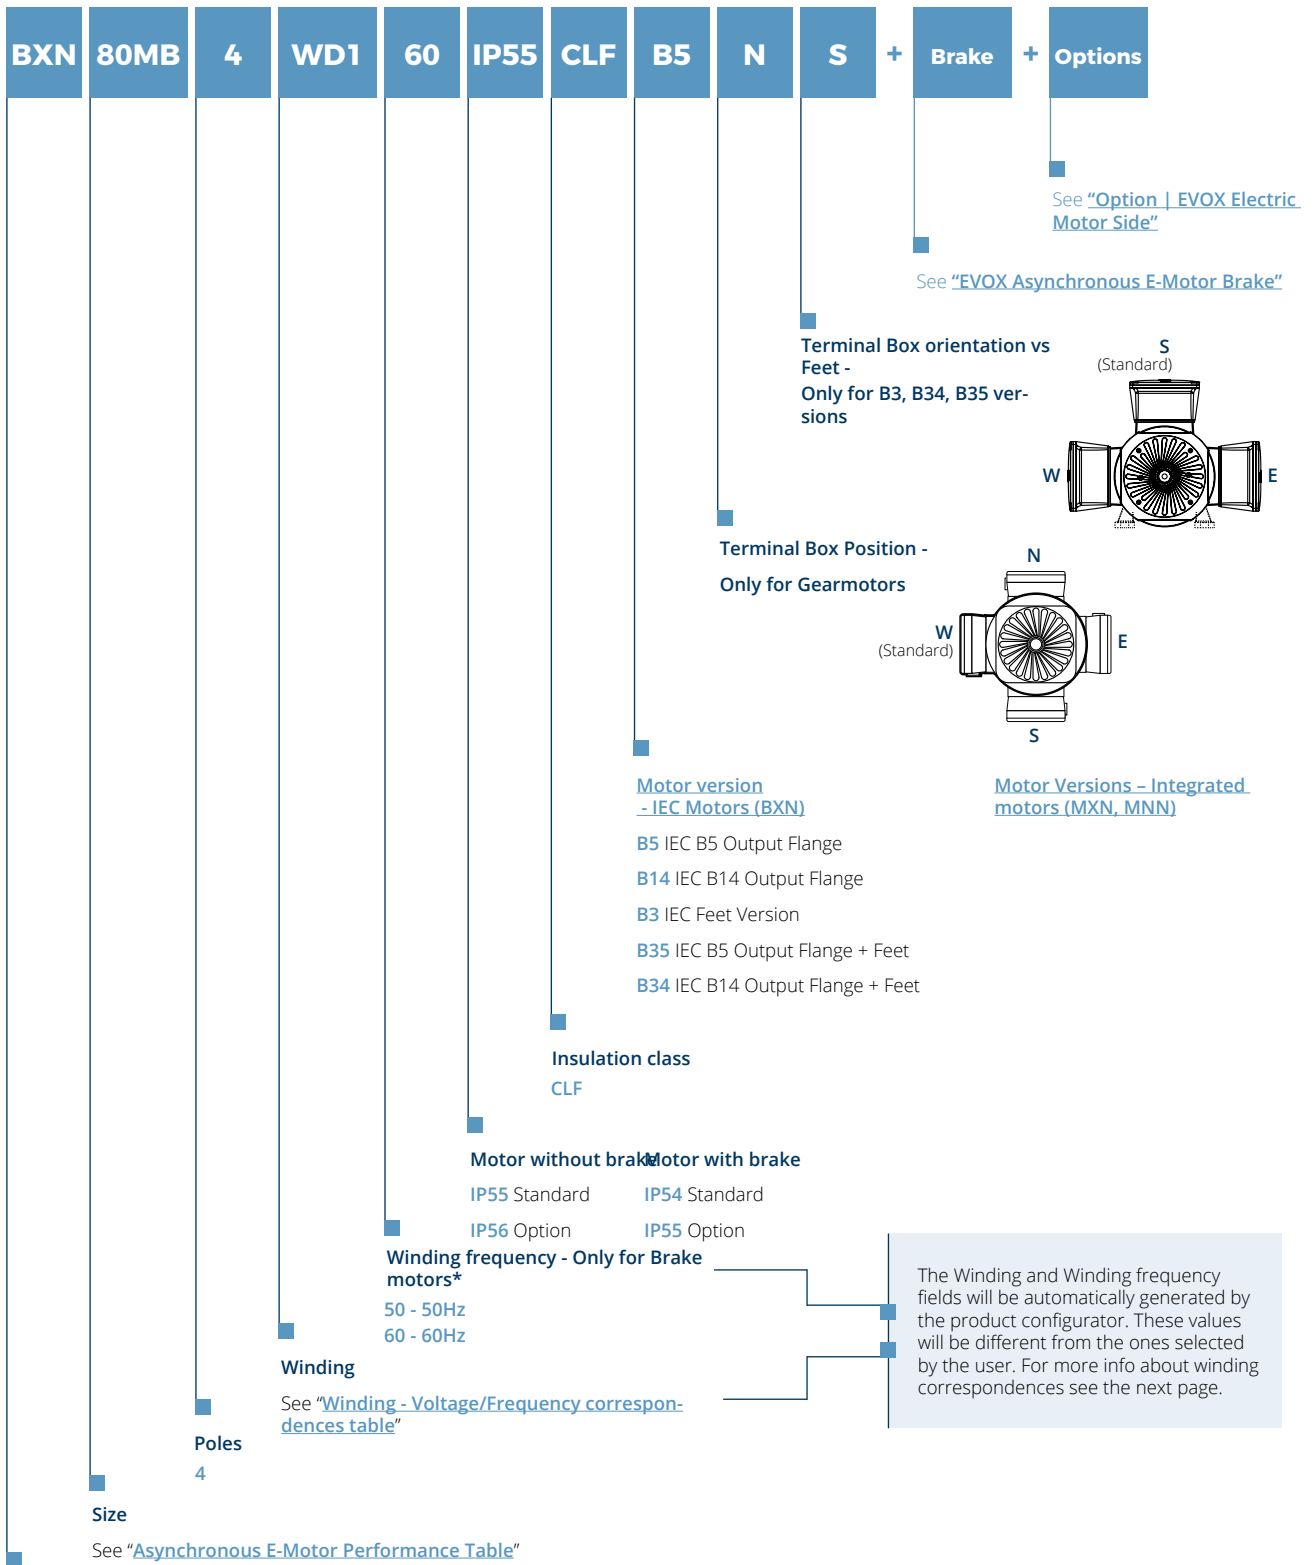 BXN 80MB 4 WD1 60 IP55 CLF B5 N S + Brake + Options
See “Option | EVOX Electric
Motor Side”
See “EVOX Asynchronous E-Motor Brake”
Terminal Box orientation vs
Feet -
Only for B3, B34, B35 ver-
sions
S
(Standard)
W
E
Terminal Box Position -
Only for Gearmotors
N
W
(Standard)
E
S
Motor version
- IEC Motors (BXN)
B5 IEC B5 Output Flange
B14 IEC B14 Output Flange
B3 IEC Feet Version
B35 IEC B5 Output Flange + Feet
B34 IEC B14 Output Flange + Feet
Motor Versions – Integrated
motors (MXN, MNN)
Insulation class
CLF
Motor without brake
IP55 Standard
IP56 Option
Motor with brake
IP54 Standard
IP55 Option
Winding frequency - Only for Brake
motors*
50 - 50Hz
60 - 60Hz
The Winding and Winding frequency
fields will be automatically generated by
the product configurator. These values
will be different from the ones selected
by the user. For more info about winding
correspondences see the next page.
Winding
See “Winding - Voltage/Frequency correspon-
dences table”
Poles
4
Size
See “Asynchronous E-Motor Performance Table”